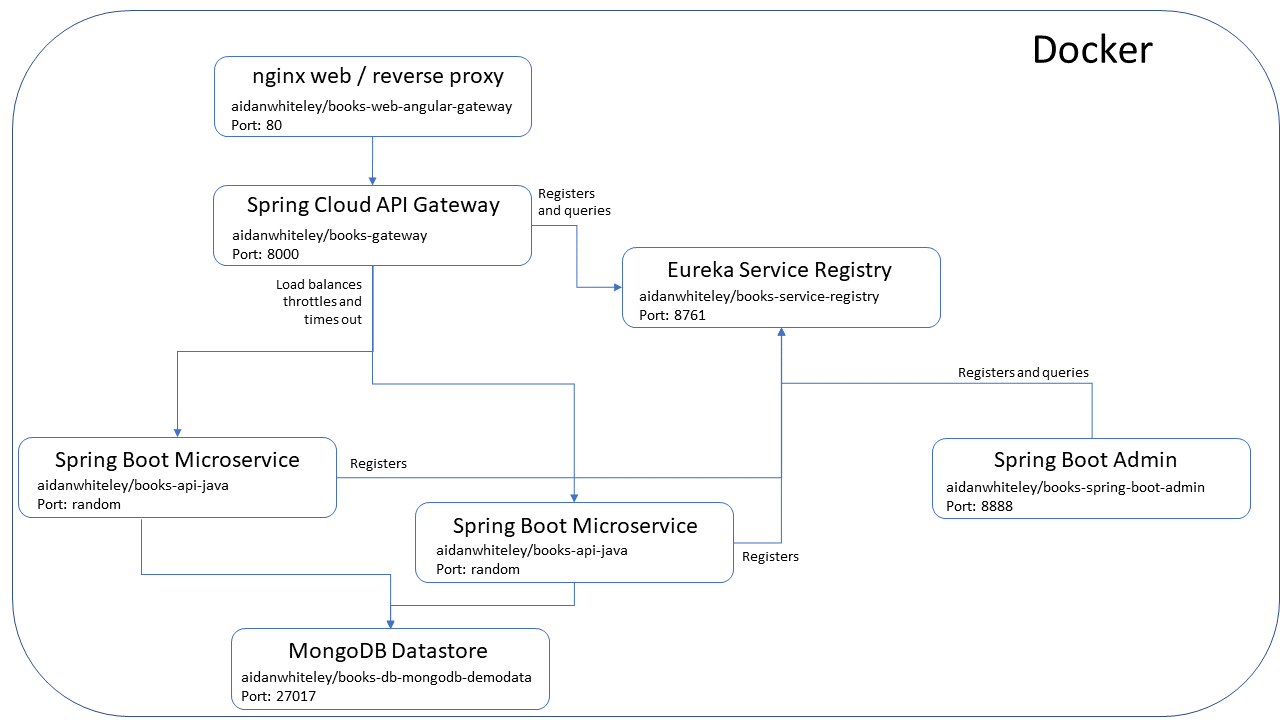 Docker
nginx web / reverse proxy
aidanwhiteley/books-web-angular-gateway
Port: 80
Spring Cloud API Gateway
aidanwhiteley/books-gateway
Port: 8000
Registers
and queries
Eureka Service Registry
aidanwhiteley/books-service-registry
Port: 8761
Load balances
throttles and
times out
Registers and queries
Spring Boot Microservice
aidanwhiteley/books-api-java
Port: random
Registers
Spring Boot Admin
aidanwhiteley/books-spring-boot-admin
Port: 8888
Spring Boot Microservice
aidanwhiteley/books-api-java
Port: random
Registers
MongoDB Datastore
aidanwhiteley/books-db-mongodb-demodata
Port: 27017